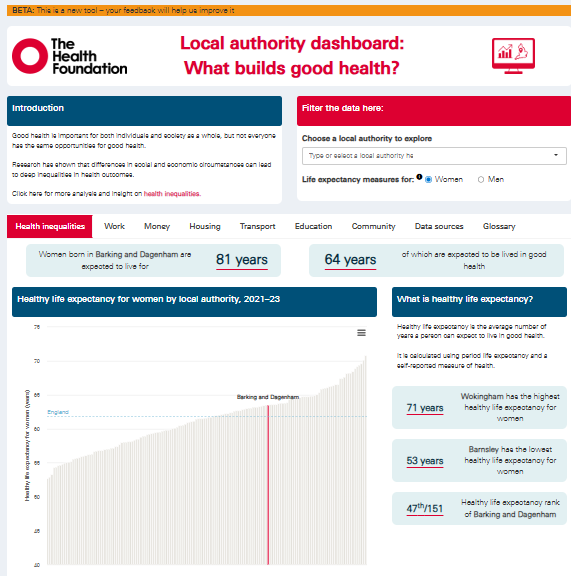 BETA: This is a new tool – your feedback will help us improve it
The
Health
Foundation
Local authority dashboard:
What builds good health?
Introduction
Good health is important for both individuals and society as a whole, but not everyone
has the same opportunities for good health.
Research has shown that differences in social and economic circumstances can lead
to deep inequalities in health outcomes.
Click here for more analysis and insight on health inequalities.
Filter the data here:
Choose a local authority to explore
Type or select a local authority he
Life expectancy measures for: Women Men
Health inequalities Work Money Housing Transport Education Community Data sources Glossary
Women born in Barking and Dagenham are
expected to live for
81 years
64 years
of which are expected to be lived in good
health
Healthy life expectancy for women by local authority, 2021–23
Healthy life expectancy for women (years)
75
70
65
60
55
50
45
40
England
Barking and Dagenham
What is healthy life expectancy?
Healthy life expectancy is the average number of
years a person can expect to live in good health.
It is calculated using period life expectancy and a
self-reported measure of health.
71 years
Wokingham has the highest
healthy life expectancy for
women
53 years
Barnsley has the lowest
healthy life expectancy for
women
47th/151
Healthy life expectancy rank
of Barking and Dagenham